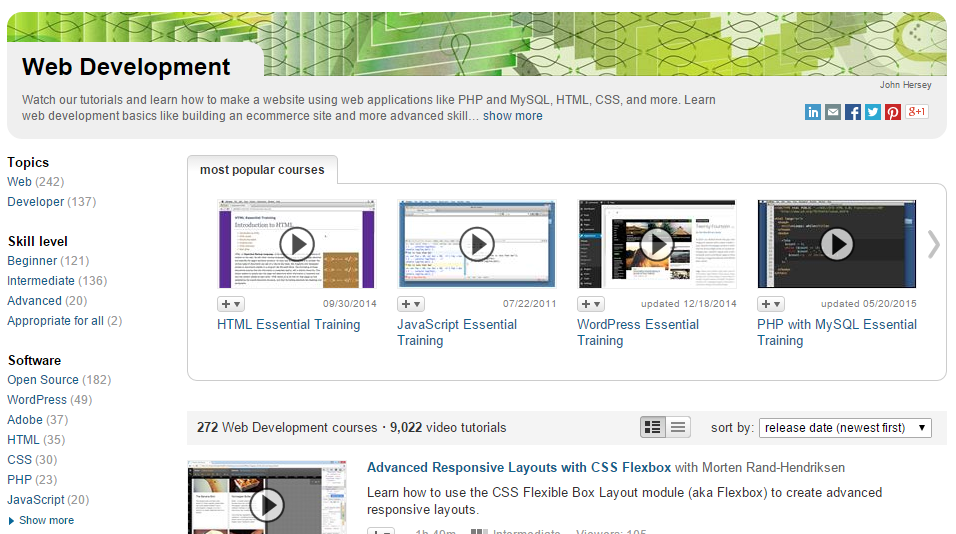 Web Development
John Hersey
Watch our tutorials and learn how to make a website using web applications like PHP and MySQL, HTML, CSS, and more. Learn
web development basics like building an ecommerce site and more advanced skill... show more
g+1
Topics
Web (242)
Developer (137)
Skill level
Beginner (121)
Intermediate (136)
Advanced (20)
Appropriate for all (2)
Software
Open Source (182)
WordPress (49)
Adobe (37)
HTML (35)
CSS (30)
PHP (23)
JavaScript (20)
Show more
most popular courses
HTML Essential Training
Introduction to HTML
09/30/2014
HTML Essential Training
07/22/2011
JavaScript Essential
Training
updated 12/18/2014
WordPress Essential
Training
updated 05/20/2015
PHP with MySQL Essential
Training
272 Web Development courses · 9,022 video tutorials
sort by: release date (newest first)
Advanced Responsive Layouts with CSS Flexbox with Morten Rand-Hendriksen
Learn how to use the CSS Flexible Box Layout module (aka Flexbox) to create advanced
responsive layouts.
1h 49m Intermediate Viewers: 195